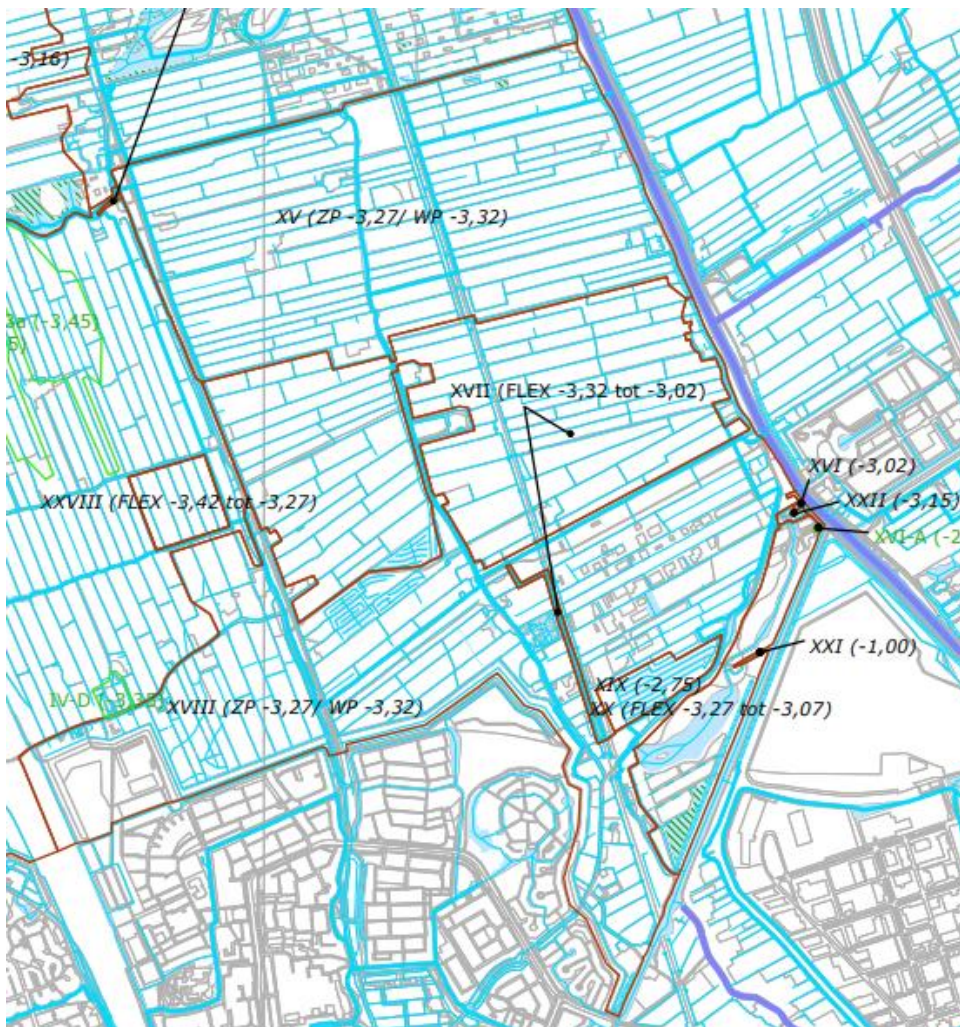 -3,16)
XV (ZP -3,27/ WP -3,32)
3a (-3,45)
5)
XVII (FLEX -3,32 tot -3,02)
XVI (-3,02)
XXVIII (FLEX -3,42 tot -3,27)
XXII (-3,15)
XVI-A (-2
XXI (-1,00)
XIX (-2,75)
IV-D
XVIII (ZP -3,27/ WP -3,32)
XX (FLEX -3,27 tot -3,07)